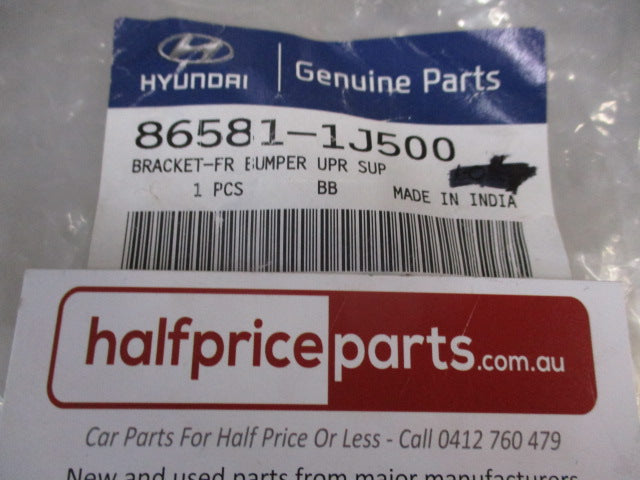 HYUNDAI Genuine Parts
86581-1J500
BRACKET-FR BUMPER UPR SUP
1 PCS BB MADE IN INDIA
halfpriceparts.com.au
Car Parts For Half Price Or Less - Call 0412 760 479
New and used parts from major manufacturers